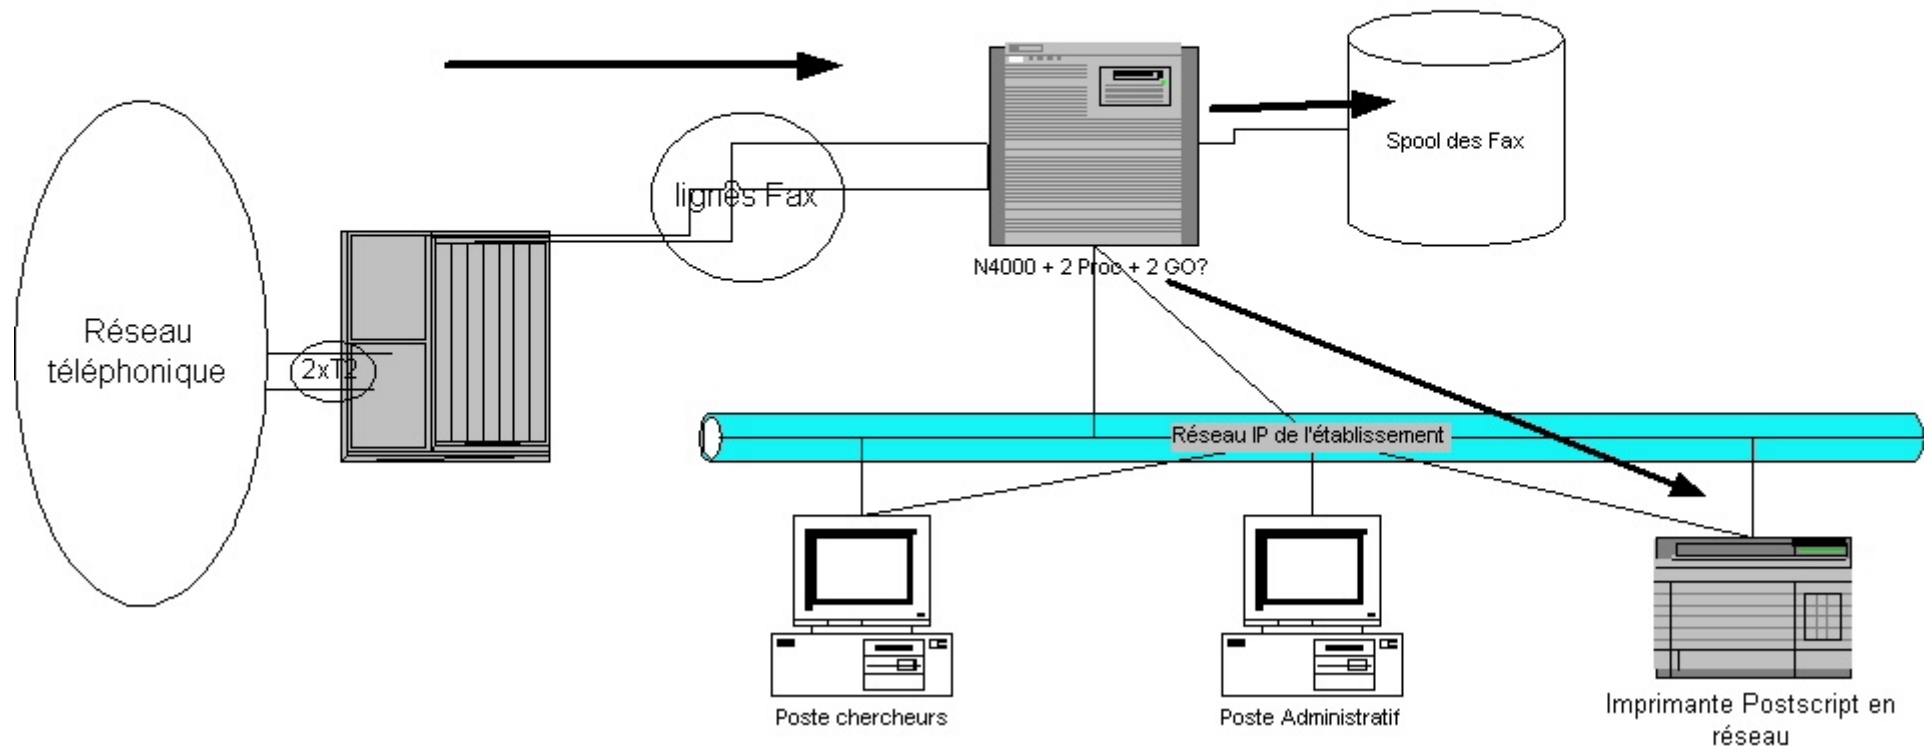 Spool des Fax
lignes Fax
N4000 + 2 Proc + 2 GO?
Réseau
téléphonique
2xT2
Réseau IP de l'établissement
Poste chercheurs
Poste Administratif
Imprimante Postscript en
réseau